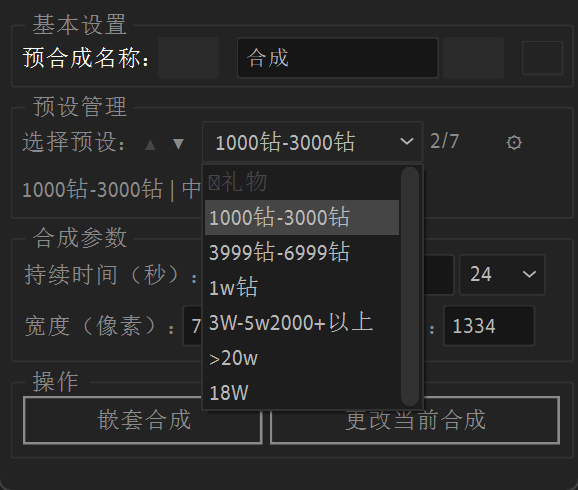 基本设置
预合成名称：
合成
预设管理
选择预设： ▲ ▼ 1000钻-3000钻 2/7
1000钻-3000钻 | 中
礼物
1000钻-3000钻
3999钻-6999钻
1w钻
3W-5w2000+以上
>20w
18W
合成参数
持续时间（秒）： 24
宽度（像素）： 7 ： 1334
操作
嵌套合成
更改当前合成